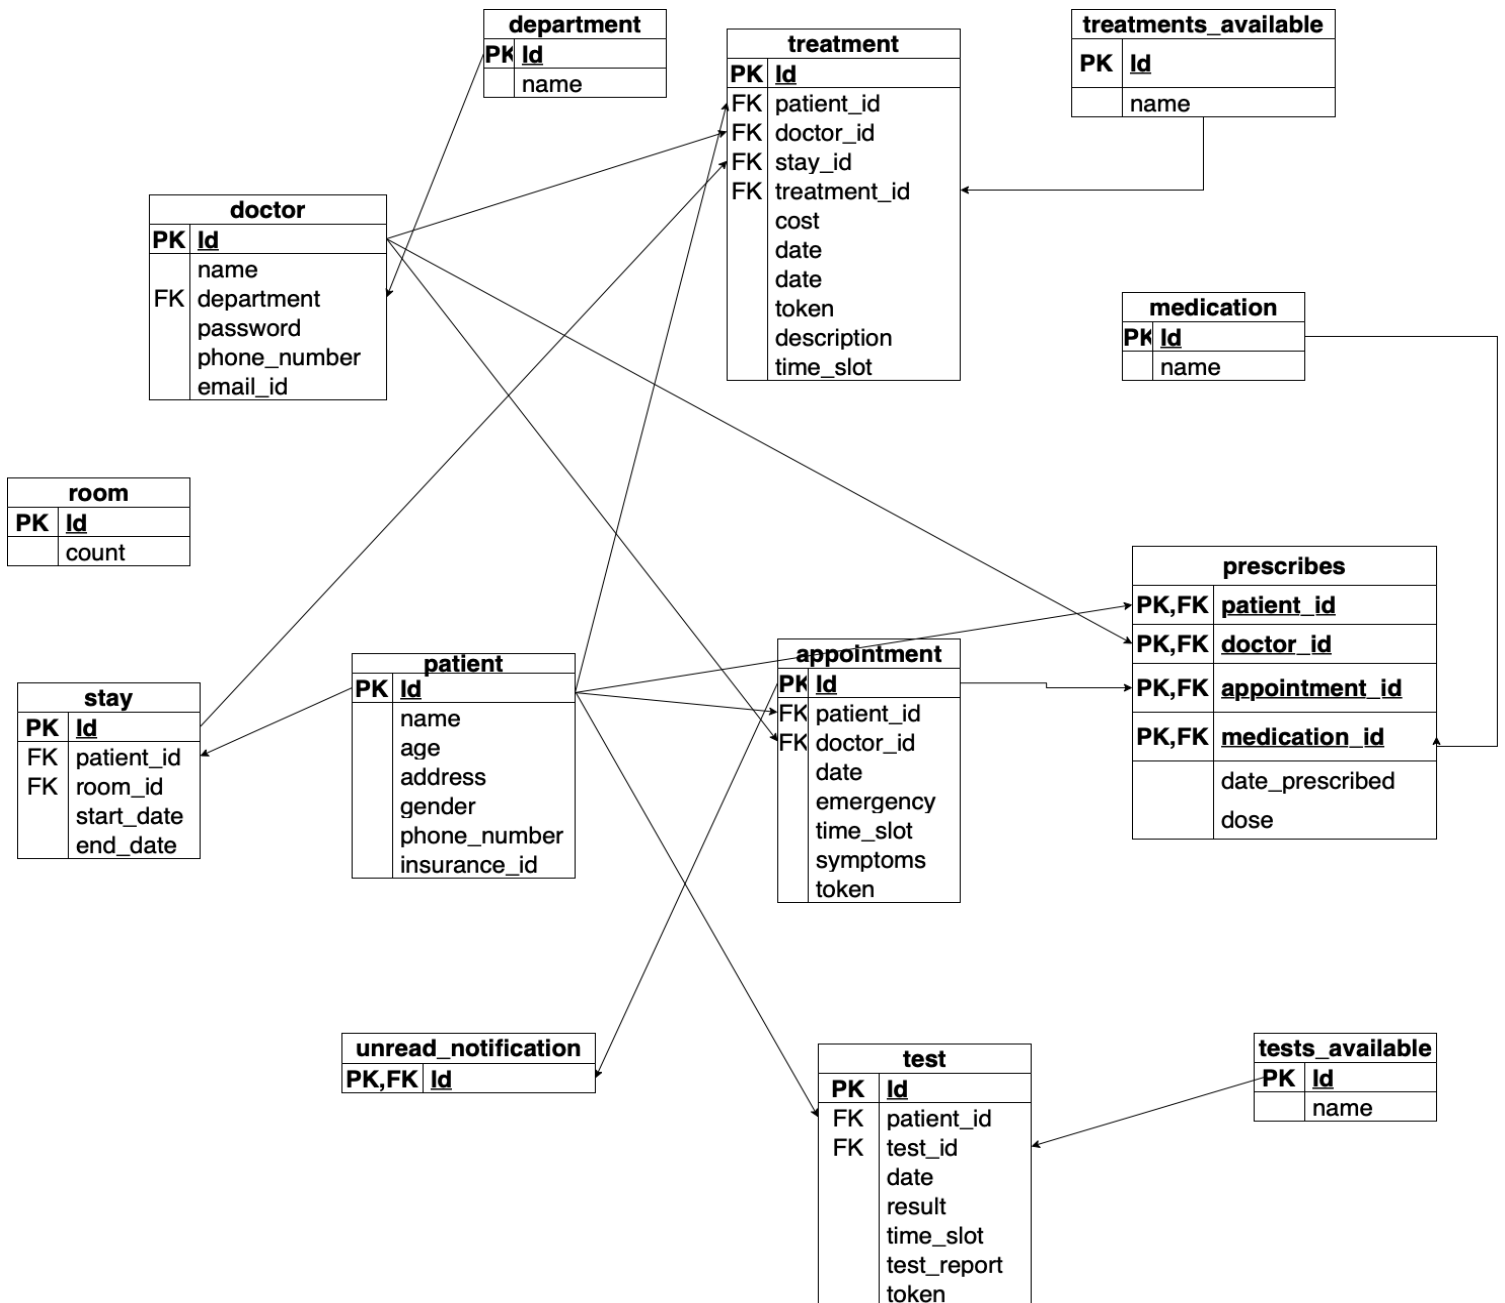 department
PK Id
name
treatment
PK Id
FK patient_id
FK doctor_id
FK stay_id
FK treatment_id
cost
date
date
token
description
time_slot
treatments_available
PK Id
name
doctor
PK Id
name
FK department
password
phone_number
email_id
medication
PK Id
name
room
PK Id
count
prescribes
PK,FK patient_id
PK,FK doctor_id
PK,FK appointment_id
PK,FK medication_id
date_prescribed
dose
stay
PK Id
FK patient_id
FK room_id
start_date
end_date
patient
PK Id
name
age
address
gender
phone_number
insurance_id
appointment
PK Id
FK patient_id
FK doctor_id
date
emergency
time_slot
symptoms
token
unread_notification
PK,FK Id
test
PK Id
FK patient_id
FK test_id
date
result
time_slot
test_report
token
tests_available
PK Id
name